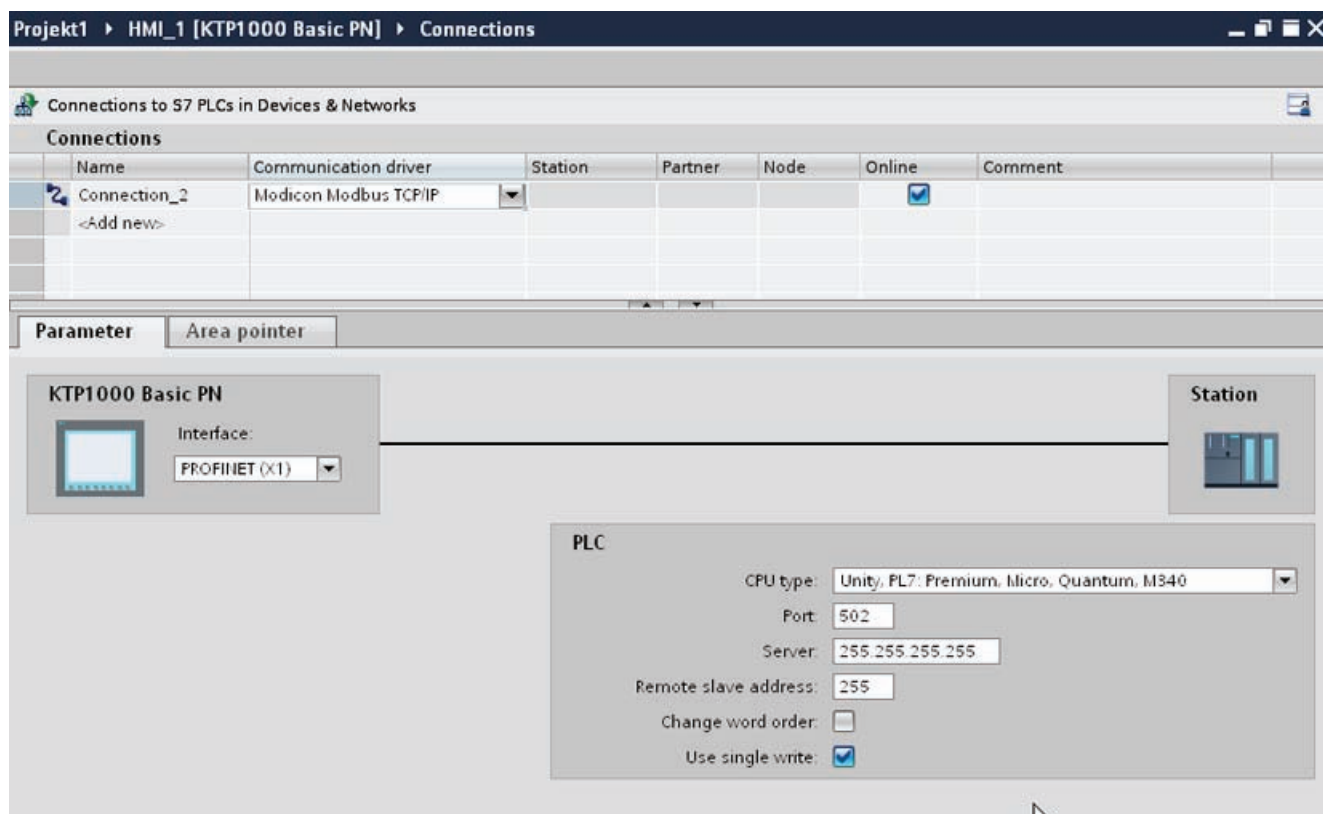 Projekt1 ▸ HMI_1 [KTP1000 Basic PN] ▸ Connections
Connections to S7 PLCs in Devices & Networks
Connections
Name Communication driver Station Partner Node Online Comment
Connection_2 Modicon Modbus TCP/IP
<Add new>
Parameter Area pointer
KTP1000 Basic PN
Station
Interface:
PROFINET (X1)
PLC
CPU type: Unity, PL7: Premium, Micro, Quantum, M340
Port: 502
Server: 255.255.255.255
Remote slave address: 255
Change word order:
Use single write: